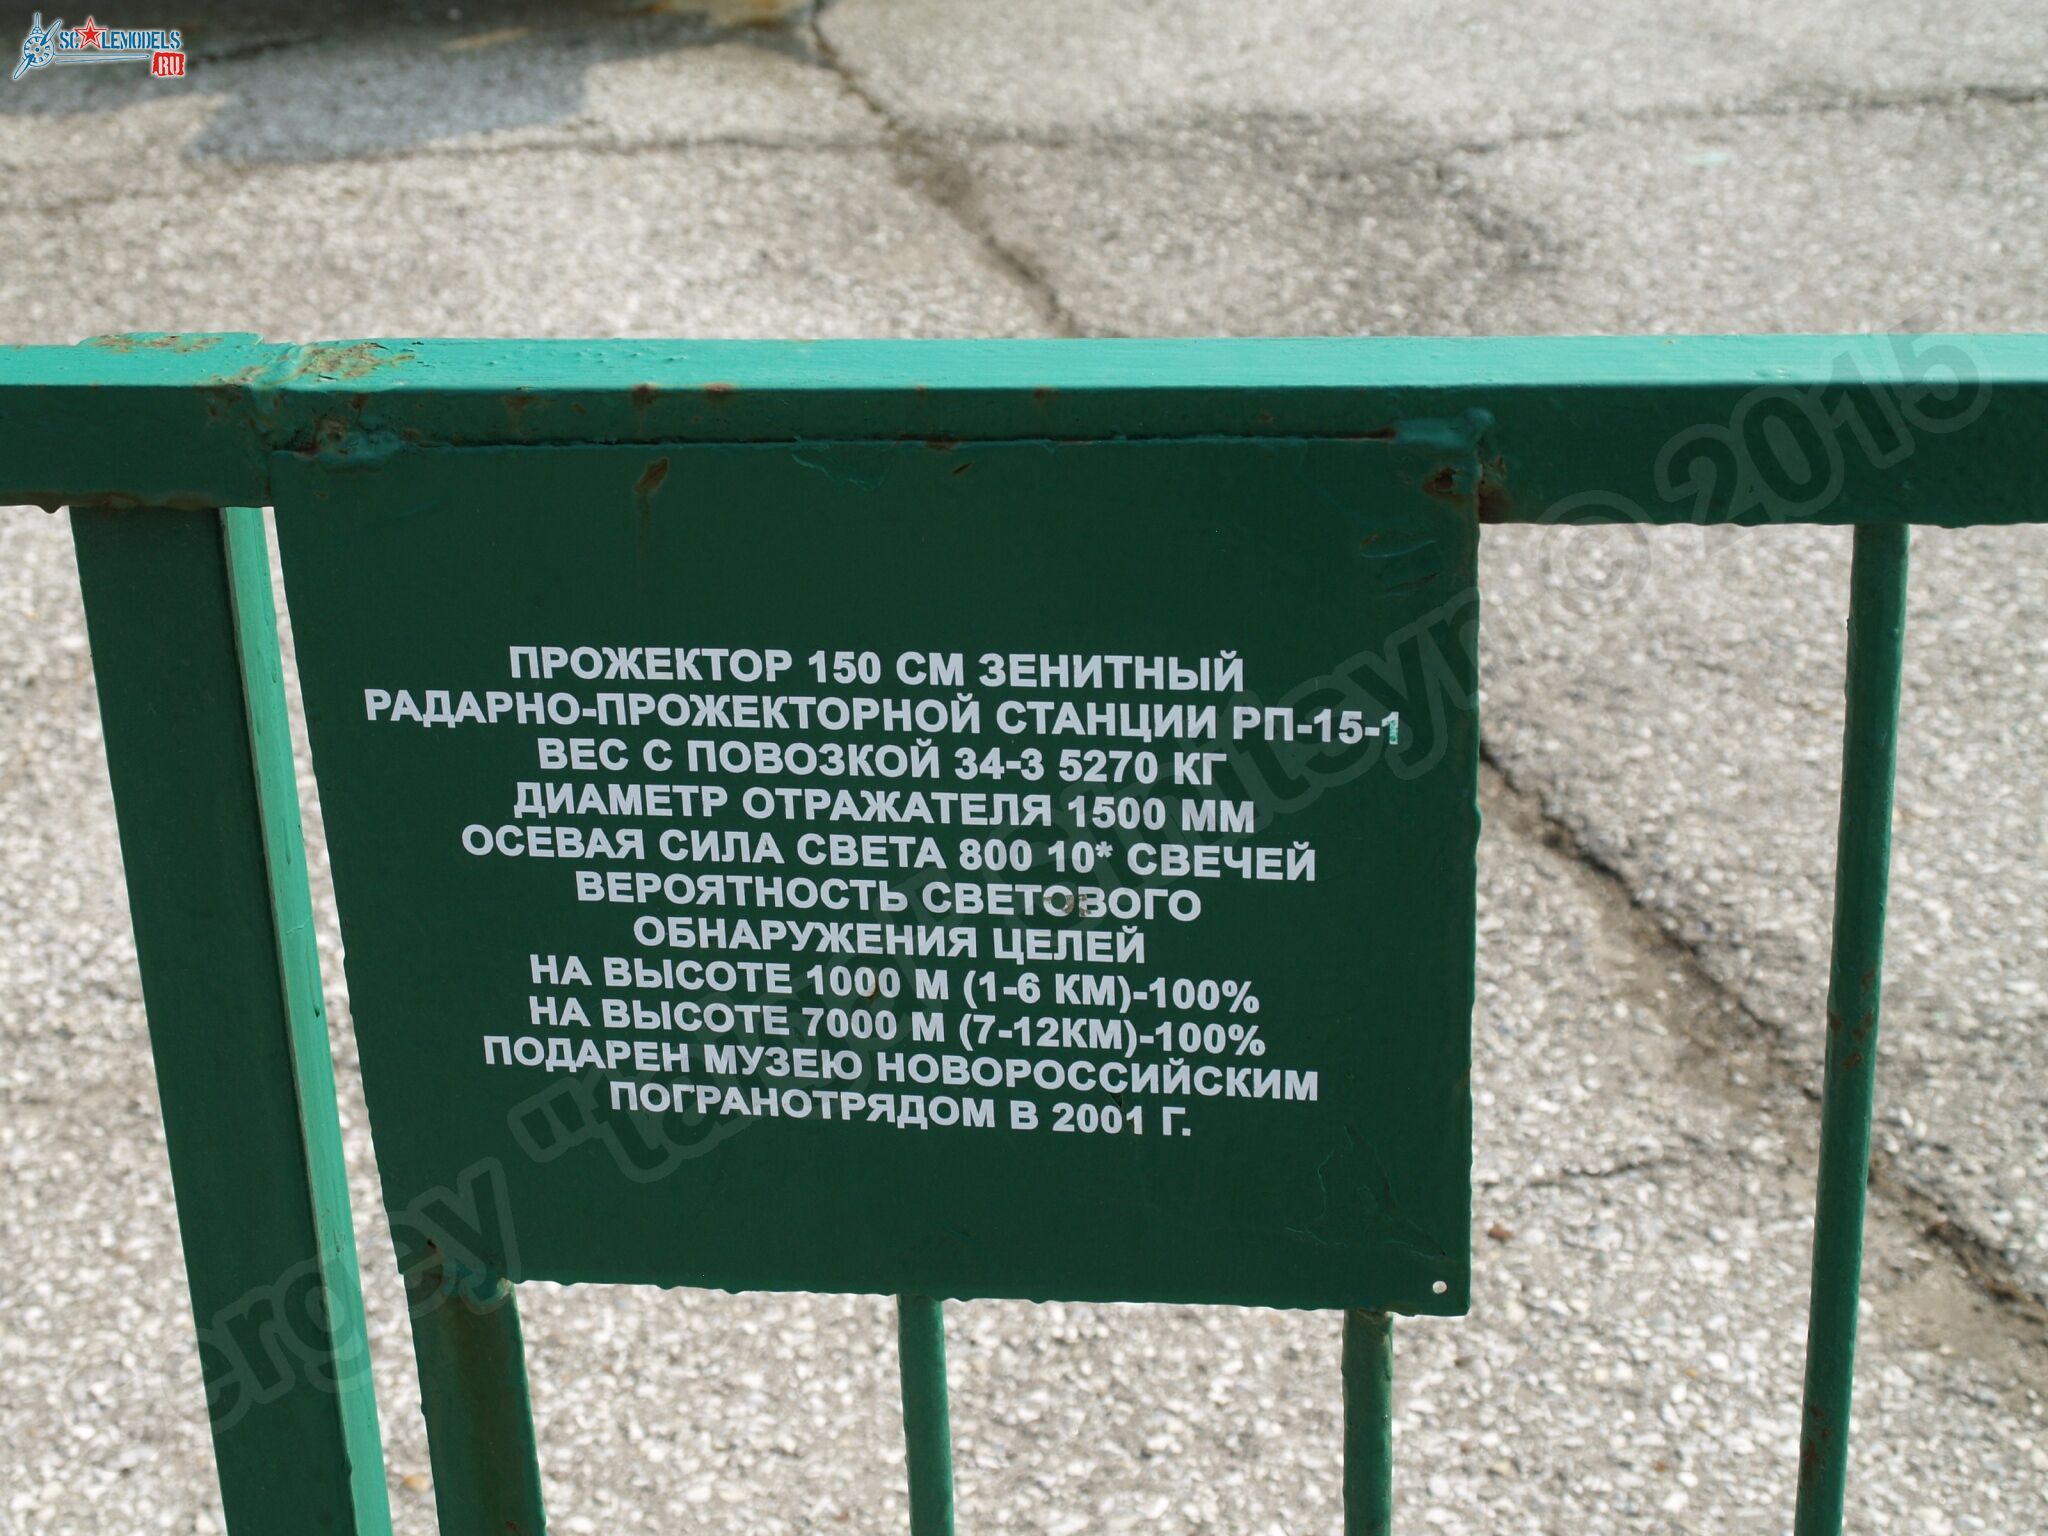 SCALEMODELS
RU
ПРОЖЕКТОР 150 СМ ЗЕНИТНЫЙ
РАДАРНО-ПРОЖЕКТОРНОЙ СТАНЦИИ РП-15-1
ВЕС С ПОВОЗКОЙ 34-З 5270 КГ
ДИАМЕТР ОТРАЖАТЕЛЯ 1500 ММ
ОСЕВАЯ СИЛА СВЕТА 800 10* СВЕЧЕЙ
ВЕРОЯТНОСТЬ СВЕТОВОГО
ОБНАРУЖЕНИЯ ЦЕЛЕЙ
НА ВЫСОТЕ 1000 М (1-6 КМ)-100%
НА ВЫСОТЕ 7000 М (7-12КМ)-100%
ПОДАРЕН МУЗЕЮ НОВОРОССИЙСКИМ
ПОГРАНОТРЯДОМ В 2001 Г.
Sergey Sinitsyn © 2015